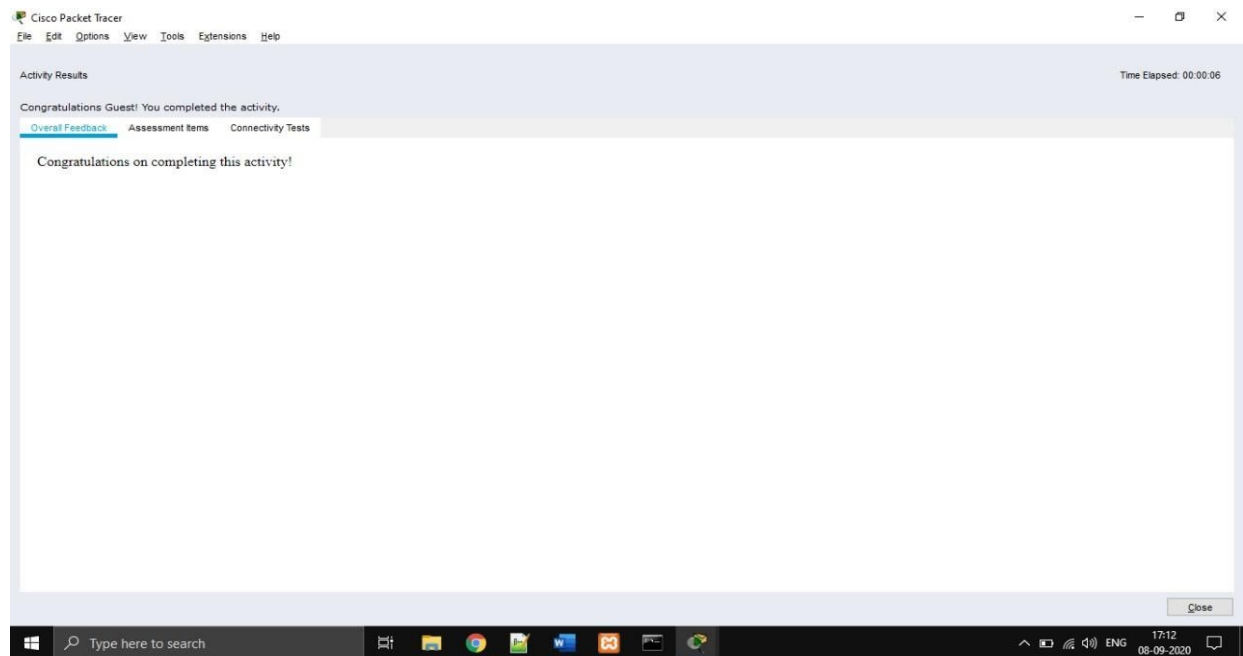 Cisco Packet Tracer
File Edit Options View Tools Extensions Help
Activity Results
Time Elapsed: 00:00:06
Congratulations Guest! You completed the activity.
Overall Feedback Assessment Items Connectivity Tests
Congratulations on completing this activity!
Close
Type here to search
ENG
17:12
08-09-2020